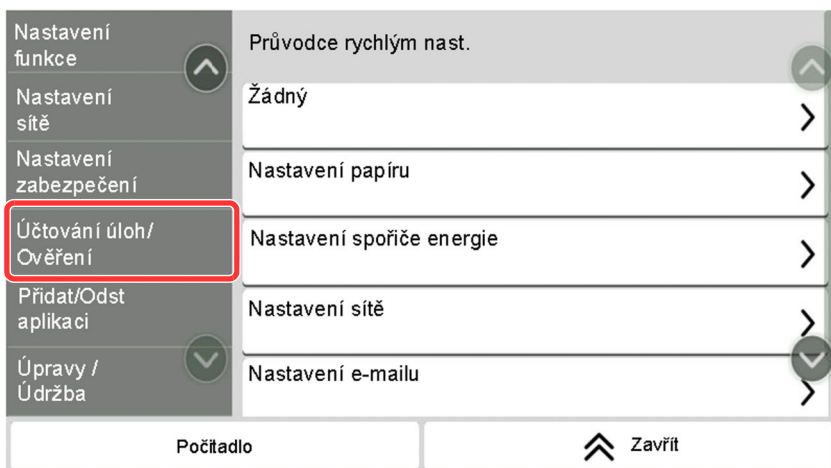 Nastavení
funkce
Nastavení
sítě
Nastavení
zabezpečení
Účtování úloh/
Ověření
Přidat/Odst
aplikaci
Úpravy /
Údržba
Průvodce rychlým nast.
Žádný
Nastavení papíru
Nastavení spořiče energie
Nastavení sítě
Nastavení e-mailu
Počitadlo
Zavřít